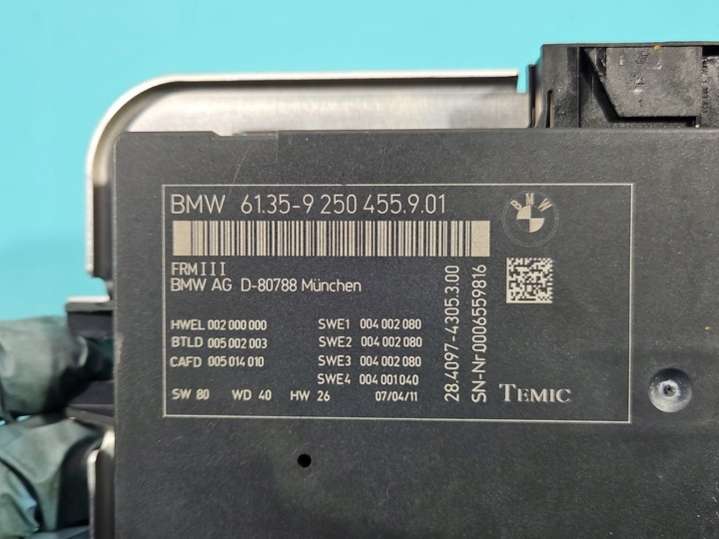 BMW 61.35-9 250 455.9.01
BMW
FRMIII
BMW AG D-80788 München
HWEL 002 000 000
BTLD 005 002 003
CAFD 005 014 010
SWE1 004 002 080
SWE2 004 002 080
SWE3 004 002 080
SWE4 004 001 040
SW 80 WD 40 HW 26 07/04/11
28.4097-4305.3.00
SN-Nr0006559816
TEMIC